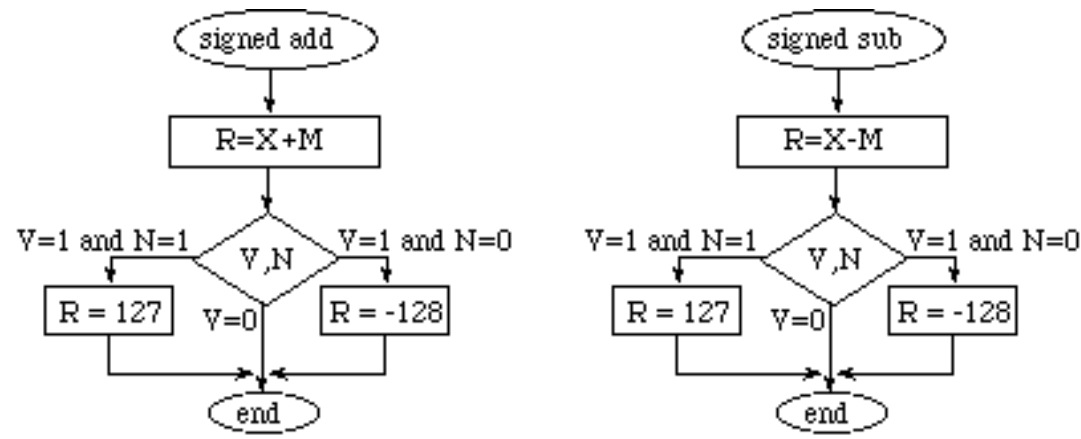 signed add
R=X+M
V=1 and N=1
V,N
V=1 and N=0
R = 127
V=0
R = -128
end
signed sub
R=X-M
V=1 and N=1
V,N
V=1 and N=0
R = 127
V=0
R = -128
end